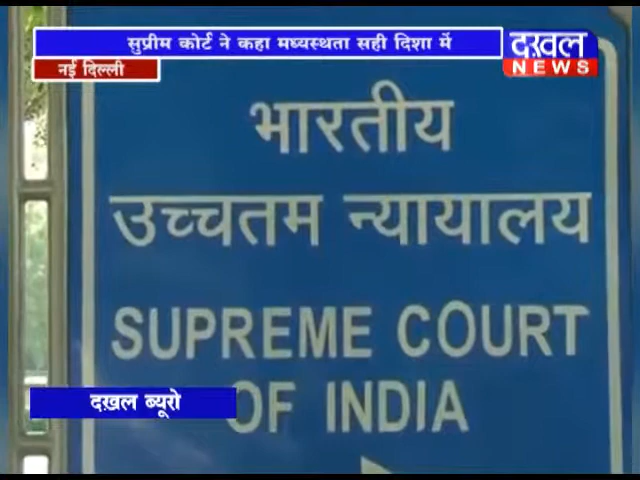 सुप्रीम कोर्ट ने कहा मध्यस्थता सही दिशा में
दख़ल
NEWS
नई दिल्ली
भारतीय
उच्चतम न्यायालय
SUPREME COURT
OF INDIA
दख़ल ब्यूरो